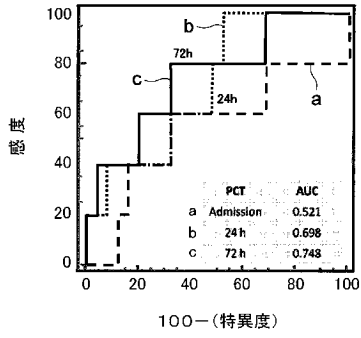 100
80
60
40
20
0
感度
b
72h
c
24h
a
PCT AUC
a Admission 0.521
b 24 h 0.698
c 72 h 0.748
0 20 40 60 80 100
100－(特異度)